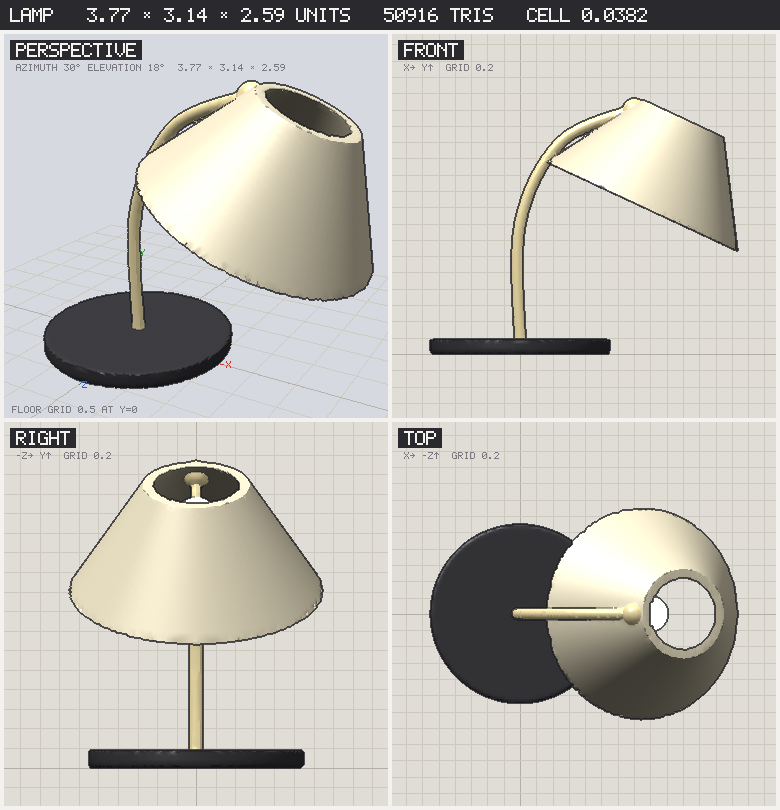 LAMP 3.77 × 3.14 × 2.59 UNITS 50916 TRIS CELL 0.0382
PERSPECTIVE
AZIMUTH 30° ELEVATION 18° 3.77 × 3.14 × 2.59
Y
-X
-Z
FLOOR GRID 0.5 AT Y=0
FRONT
X→ Y↑ GRID 0.2
RIGHT
-Z→ Y↑ GRID 0.2
TOP
X→ -Z↑ GRID 0.2